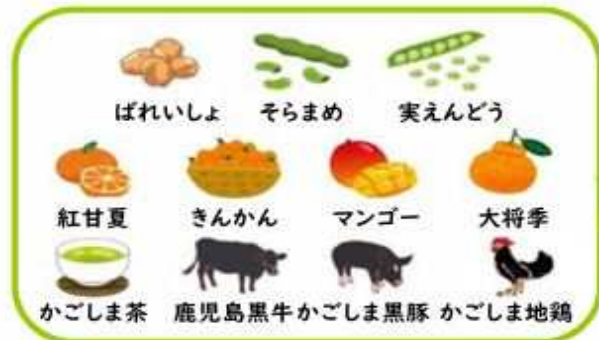 ばれいしょ そらまめ 実えんどう
紅甘夏 きんかん マンゴー 大将季
かごしま茶 鹿児島黒牛 かごしま黒豚 かごしま地鶏